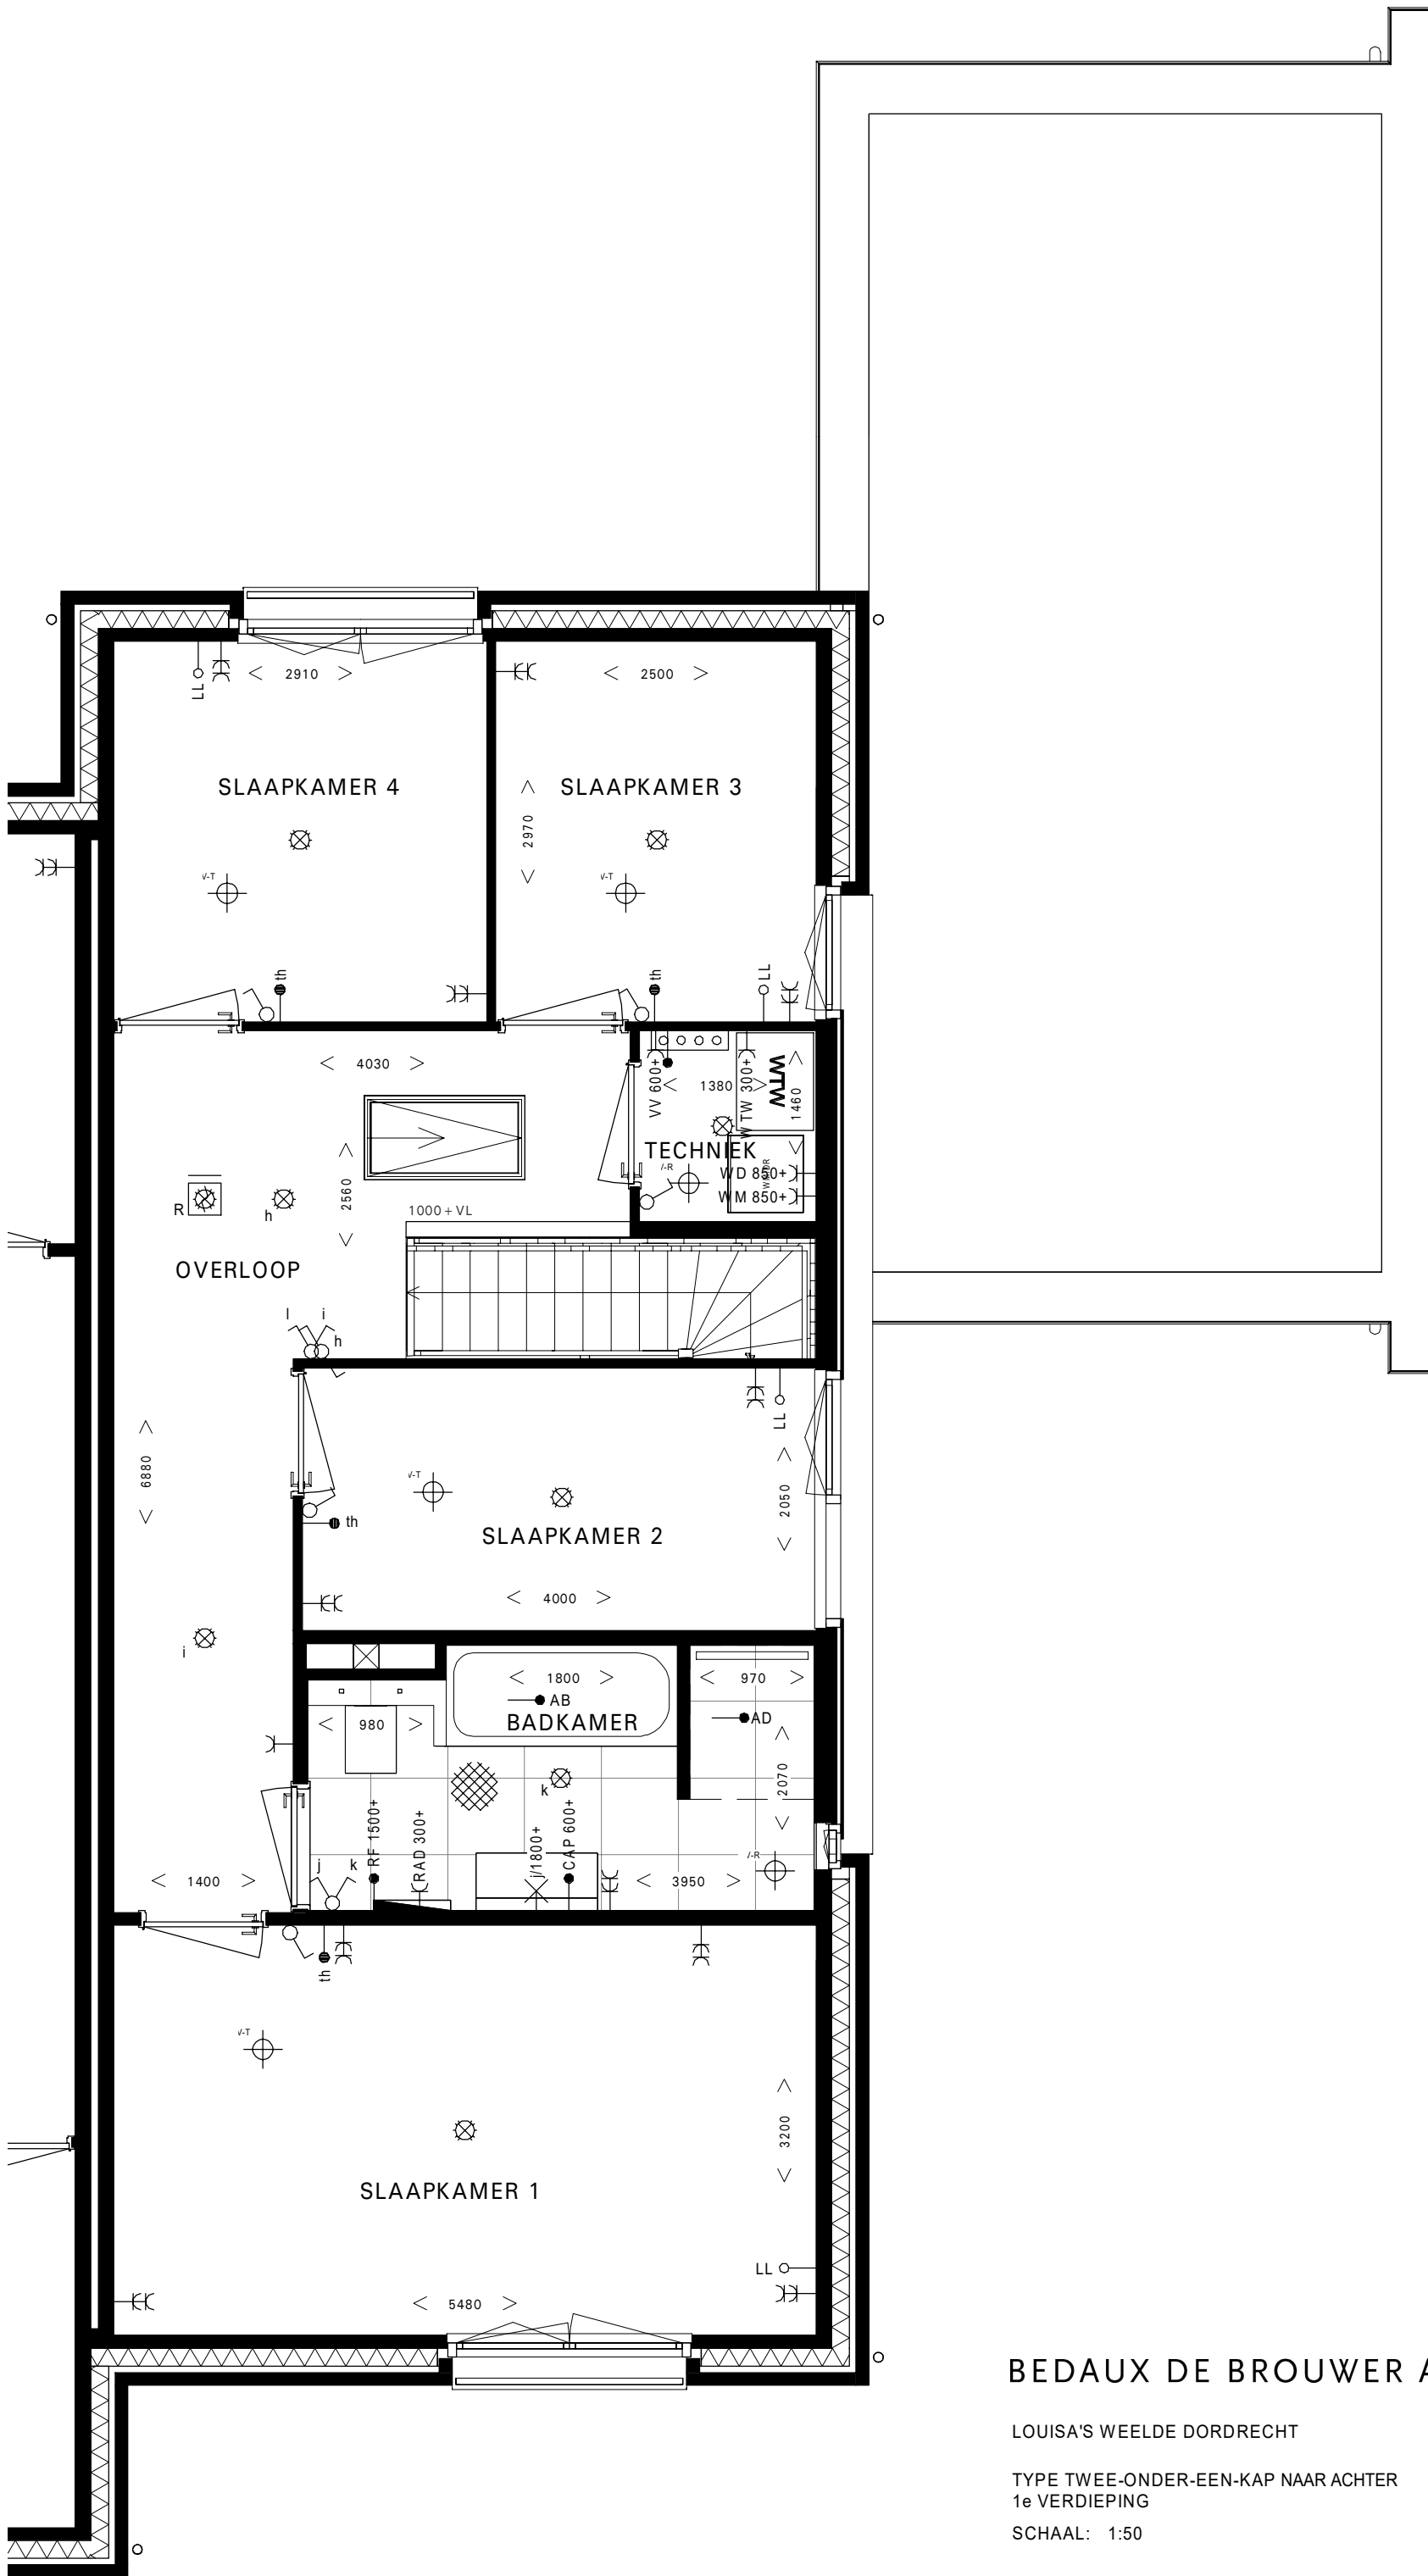 LL
2910
2500
SLAAPKAMER 4
SLAAPKAMER 3
2970
V-T
V-T
th
th
LL
4030
VV 600+
1380
WTW 300+
WTW
1460
TECHNIEK
V-R
WD 850+
WM 850+
2560
R
h
1000+VL
OVERLOOP
l
i
h
LL
6880
V-T
2050
th
SLAAPKAMER 2
4000
i
1800
970
AB
980
BADKAMER
AD
2070
k
RF 1500+
RAD 300+
j/1800+
CAP 600+
V-R
j
k
1400
3950
th
V-T
3200
SLAAPKAMER 1
LL
5480
BEDAUX DE BROUWER
LOUISA'S WEELDE DORDRECHT
TYPE TWEE-ONDER-EEN-KAP NAAR ACHTER
1e VERDIEPING
SCHAAL: 1:50